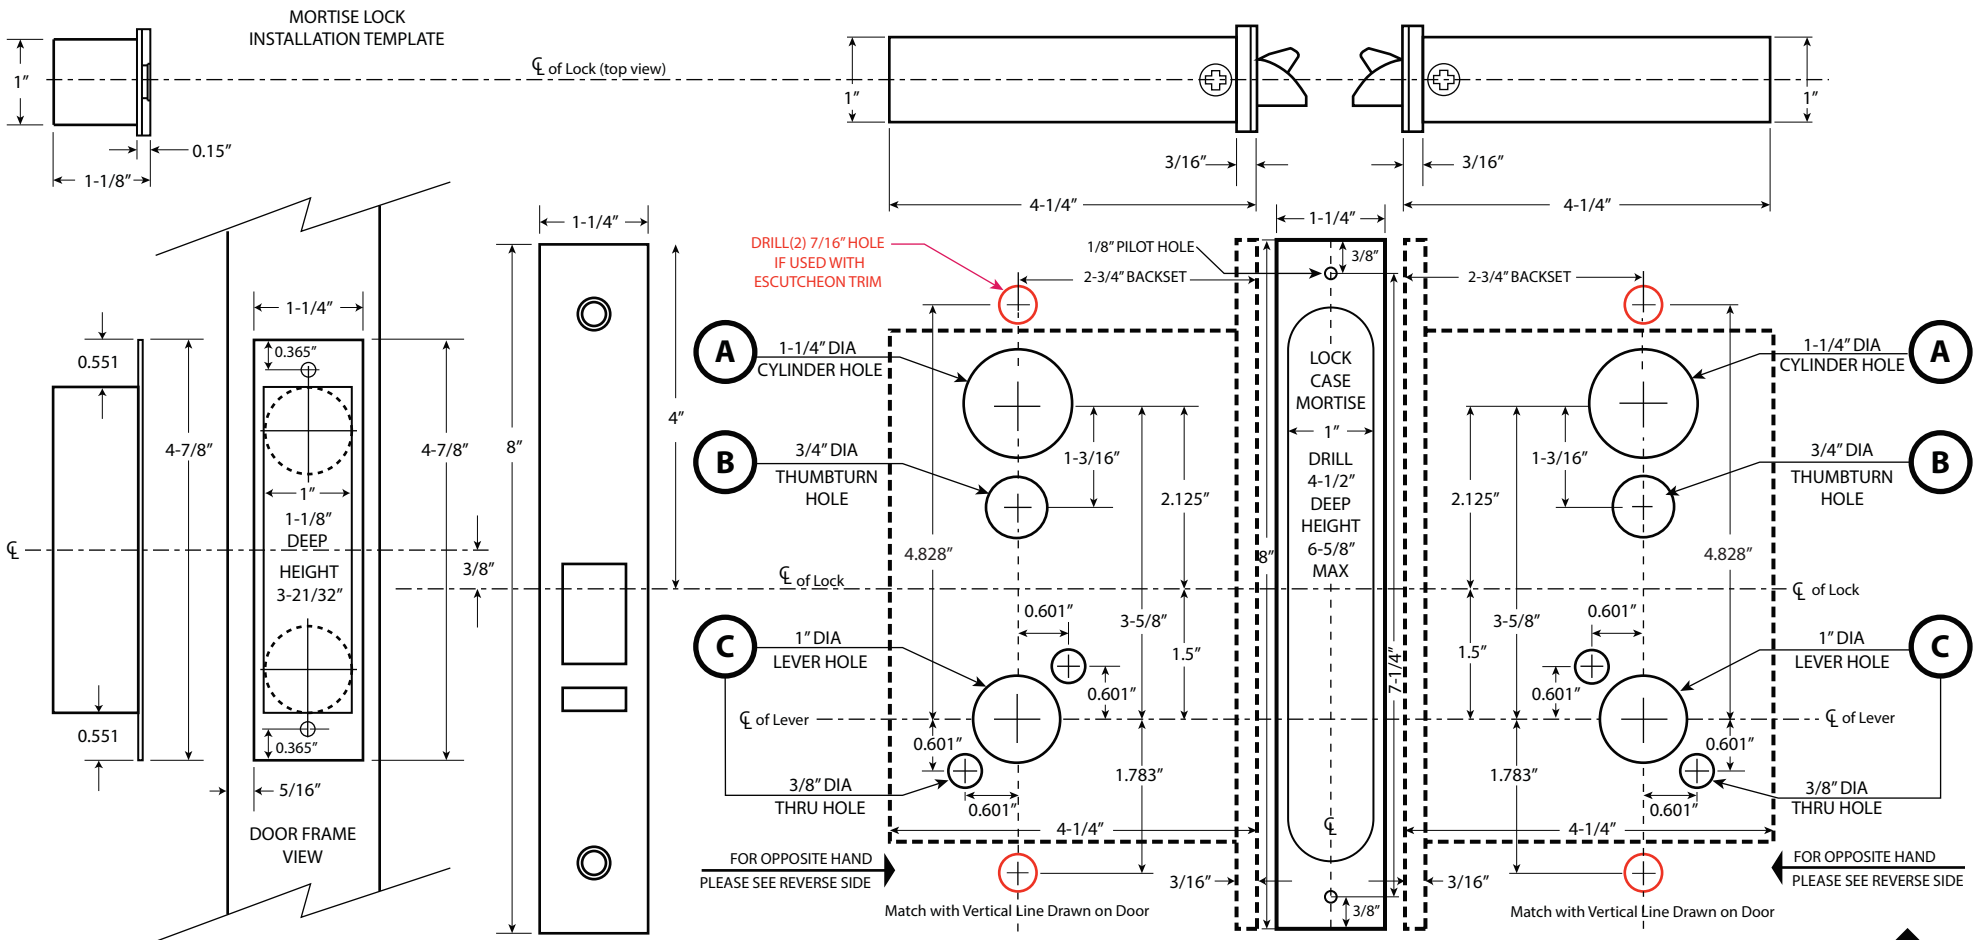 MORTISE LOCK
INSTALLATION TEMPLATE
℄ of Lock (top view)
1”
0.15”
1-1/8”
1”
3/16”
4-1/4”
1”
3/16”
4-1/4”
1-1/4”
1-1/4”
1-1/4”
DRILL(2) 7/16” HOLE
IF USED WITH
ESCUTCHEON TRIM
1/8” PILOT HOLE
3/8”
2-3/4” BACKSET
2-3/4” BACKSET
0.551
4-7/8”
0.365”
1”
1-1/8”
DEEP
HEIGHT
3-21/32”
0.365”
4-7/8”
0.551
5/16”
DOOR FRAME
VIEW
℄
3/8”
8”
4”
A
1-1/4” DIA
CYLINDER HOLE
B
3/4” DIA
THUMBTURN
HOLE
C
1” DIA
LEVER HOLE
3/8” DIA
THRU HOLE
℄ of Lock
℄ of Lever
4.828”
1-3/16”
2.125”
3-5/8”
1.5”
0.601”
0.601”
0.601”
0.601”
1.783”
4-1/4”
3/16”
FOR OPPOSITE HAND
PLEASE SEE REVERSE SIDE
Match with Vertical Line Drawn on Door
8”
LOCK
CASE
MORTISE
1”
DRILL
4-1/2”
DEEP
HEIGHT
6-5/8”
MAX
℄
7-1/4”
3/8”
A
1-1/4” DIA
CYLINDER HOLE
B
3/4” DIA
THUMBTURN
HOLE
C
1” DIA
LEVER HOLE
3/8” DIA
THRU HOLE
℄ of Lock
℄ of Lever
2.125”
1-3/16”
4.828”
3-5/8”
1.5”
0.601”
0.601”
0.601”
0.601”
1.783”
4-1/4”
3/16”
FOR OPPOSITE HAND
PLEASE SEE REVERSE SIDE
Match with Vertical Line Drawn on Door